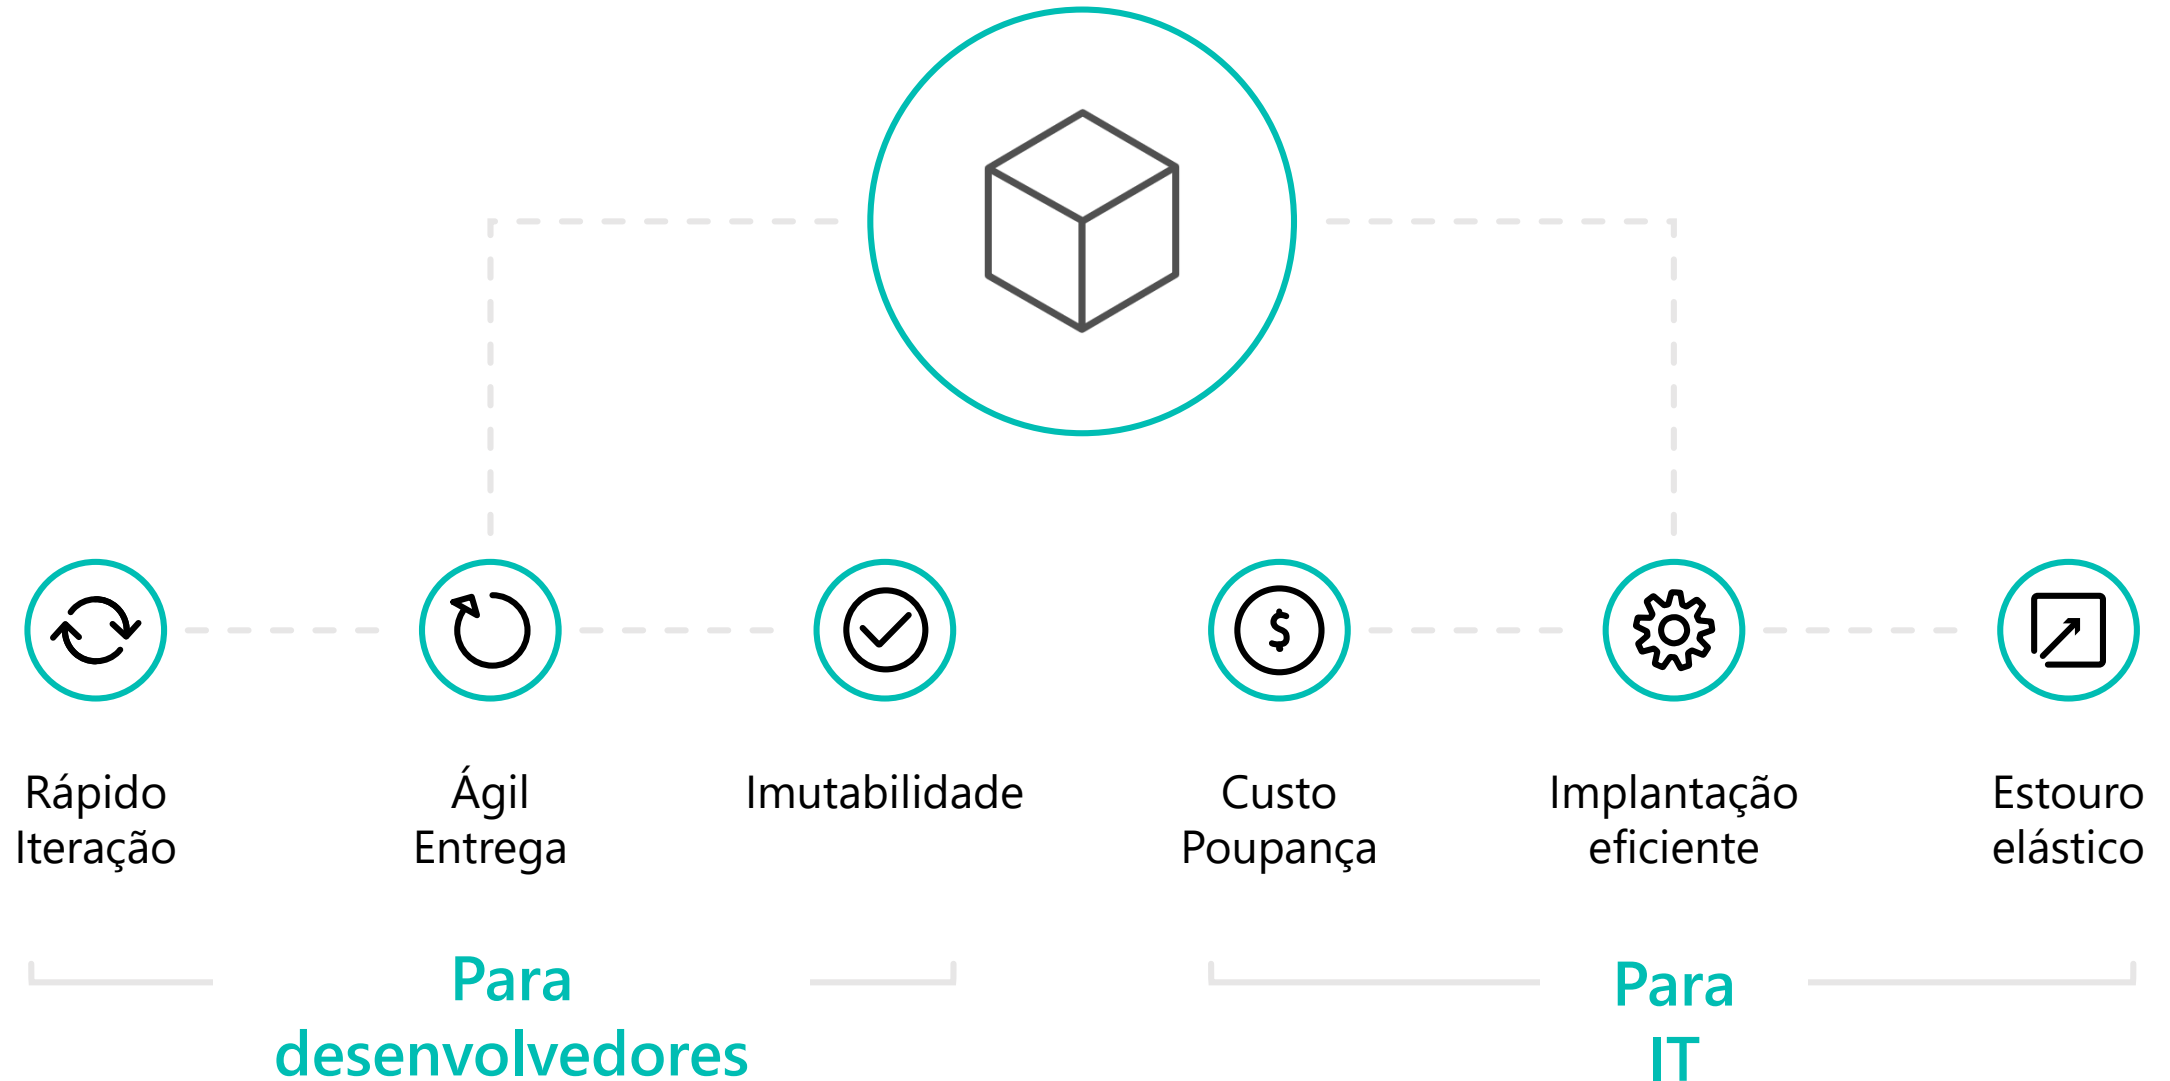 Rápido
Iteração
Ágil
Entrega
Imutabilidade
$
Custo
Poupança
Implantação
eficiente
Estouro
elástico
Para
desenvolvedores
Para
IT